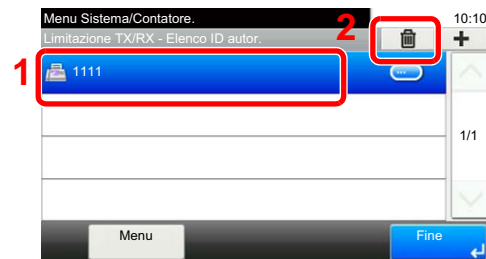 Menu Sistema/Contatore.
10:10
Limitazione TX/RX - Elenco ID autor.
2
1
1111
1/1
Menu
Fine